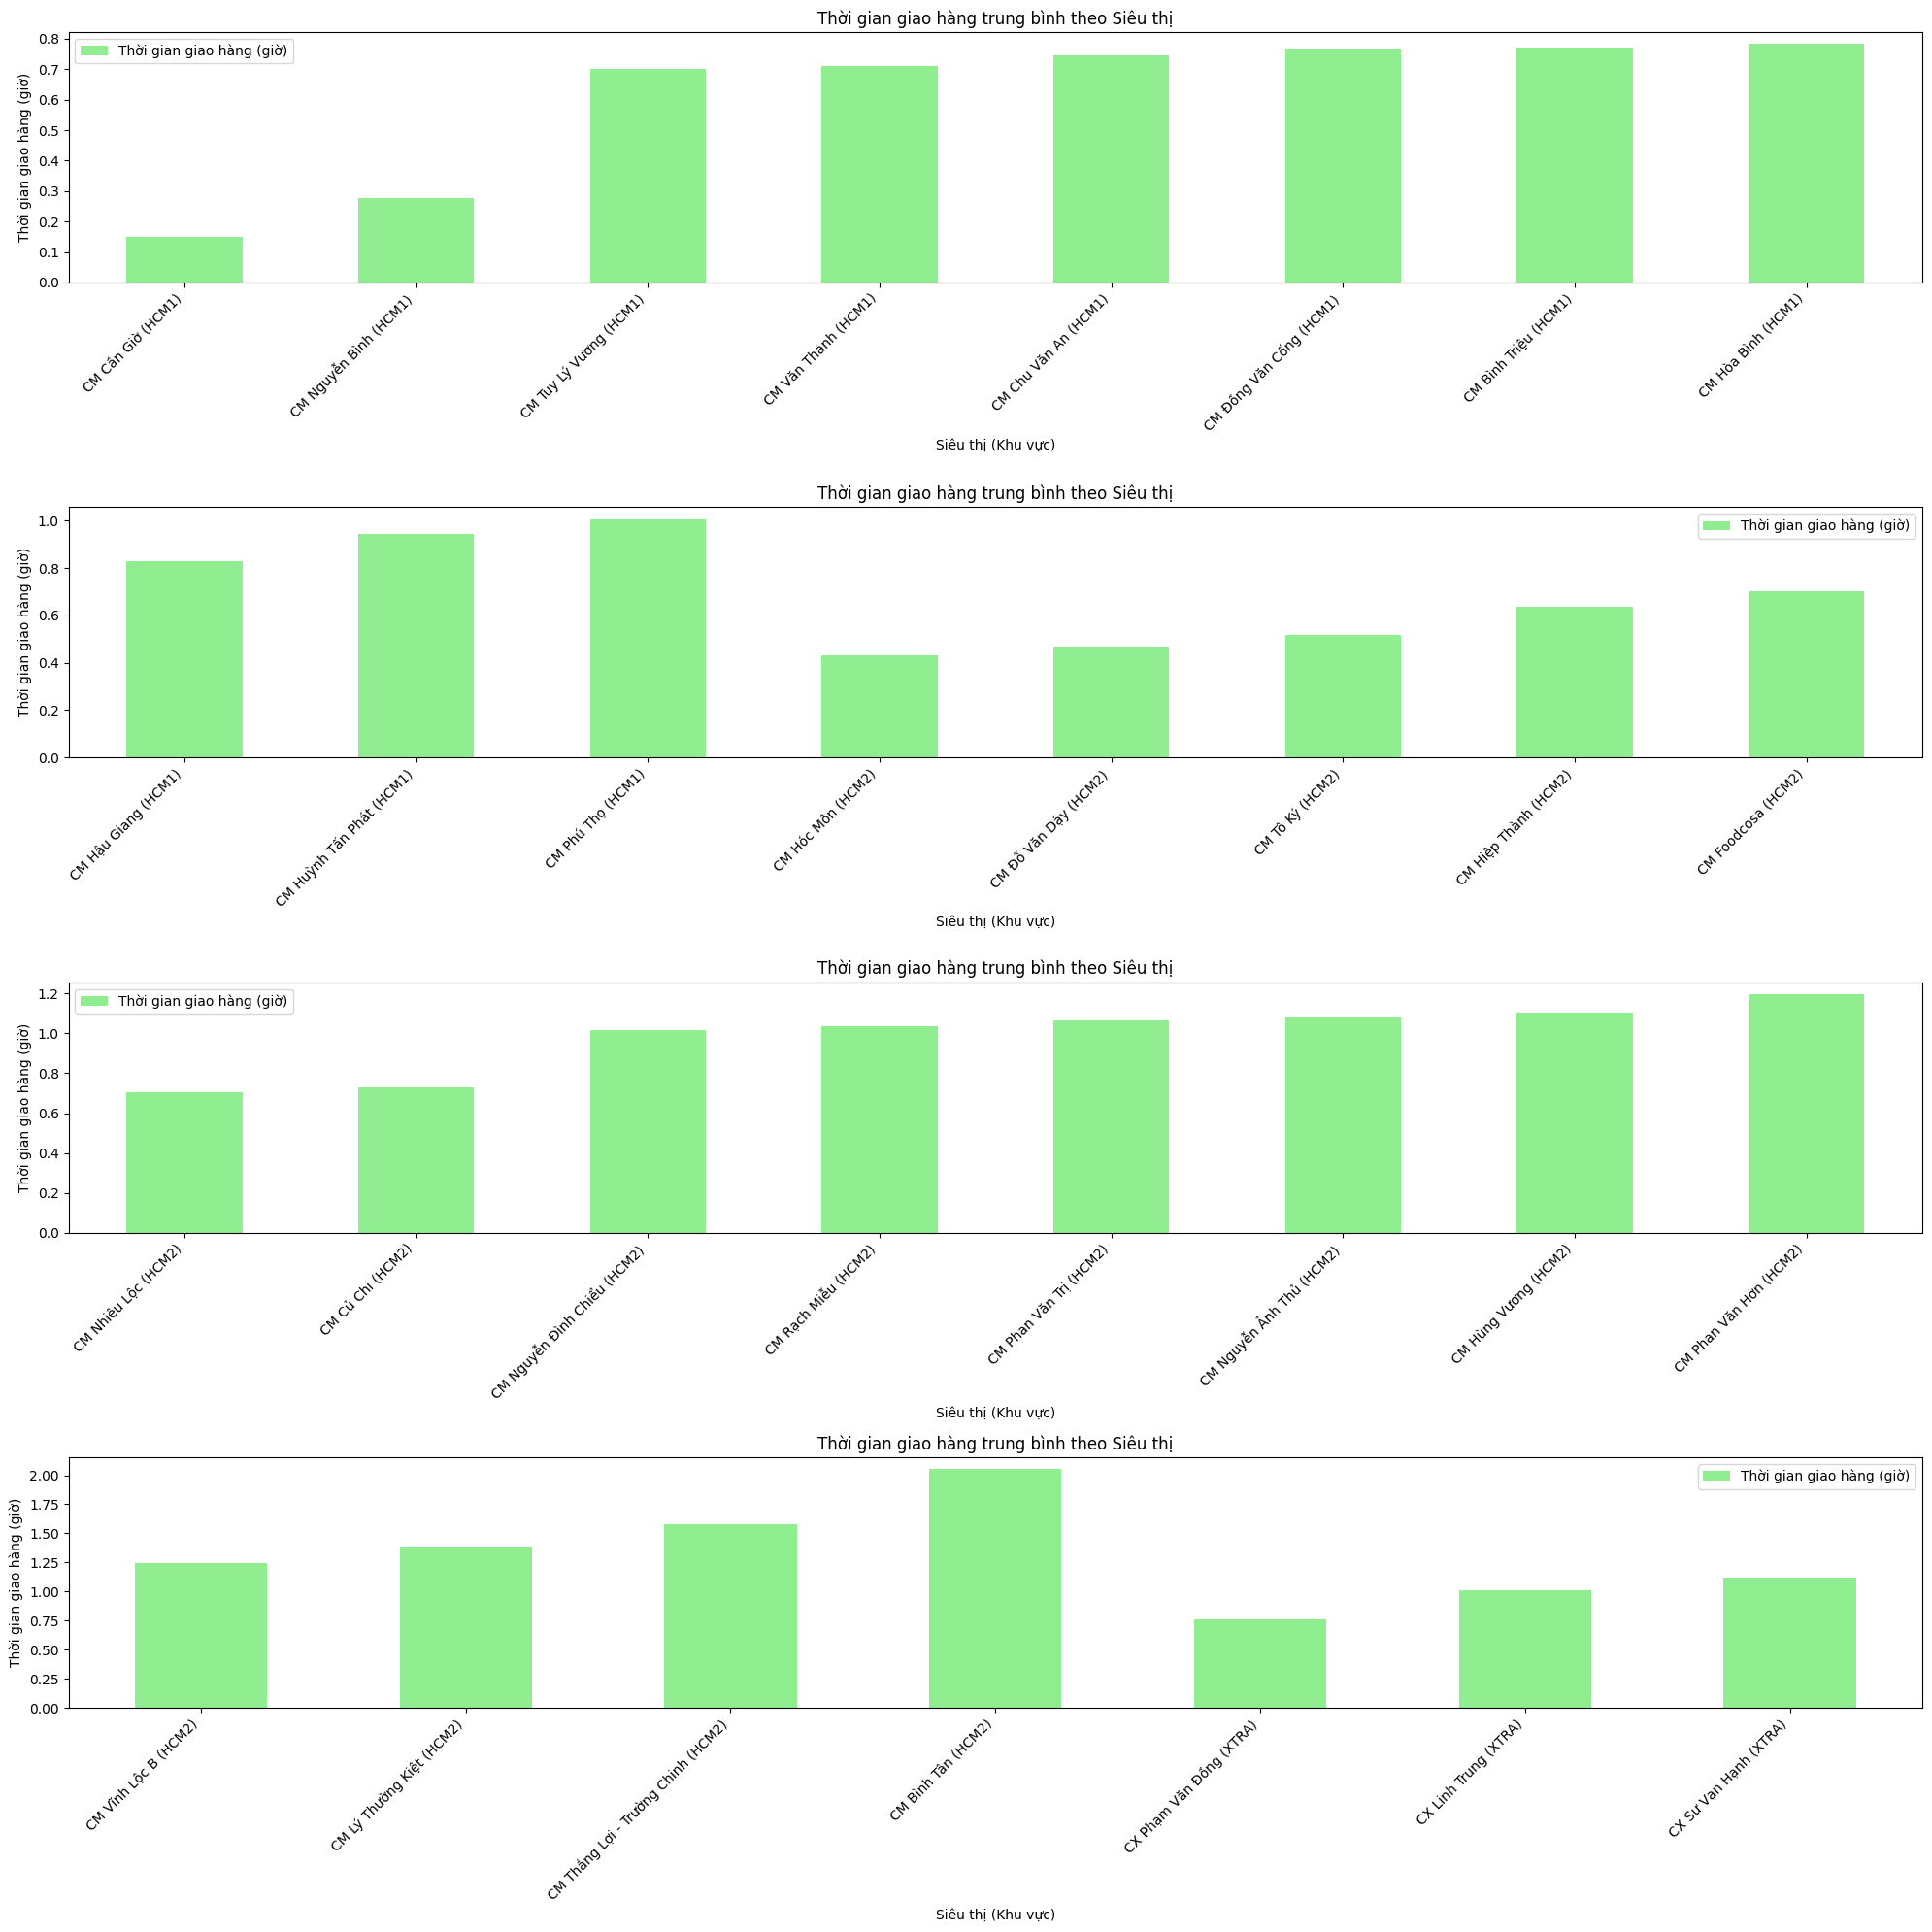 Thời gian giao hàng trung bình theo Siêu thị
Thời gian giao hàng (giờ)
Thời gian giao hàng (giờ)
0.8
0.7
0.6
0.5
0.4
0.3
0.2
0.1
0.0
CM Cần Giờ (HCM1)
CM Nguyễn Bình (HCM1)
CM Tuy Lý Vương (HCM1)
CM Văn Thánh (HCM1)
CM Chu Văn An (HCM1)
CM Đồng Văn Cống (HCM1)
CM Bình Triệu (HCM1)
CM Hòa Bình (HCM1)
Siêu thị (Khu vực)
Thời gian giao hàng trung bình theo Siêu thị
Thời gian giao hàng (giờ)
Thời gian giao hàng (giờ)
1.0
0.8
0.6
0.4
0.2
0.0
CM Hậu Giang (HCM1)
CM Huỳnh Tấn Phát (HCM1)
CM Phú Thọ (HCM1)
CM Hóc Môn (HCM2)
CM Đỗ Văn Dậy (HCM2)
CM Tô Ký (HCM2)
CM Hiệp Thành (HCM2)
CM Foodcosa (HCM2)
Siêu thị (Khu vực)
Thời gian giao hàng trung bình theo Siêu thị
Thời gian giao hàng (giờ)
Thời gian giao hàng (giờ)
1.2
1.0
0.8
0.6
0.4
0.2
0.0
CM Nhiêu Lộc (HCM2)
CM Củ Chi (HCM2)
CM Nguyễn Đình Chiểu (HCM2)
CM Rạch Miễu (HCM2)
CM Phan Văn Trị (HCM2)
CM Nguyễn Ảnh Thủ (HCM2)
CM Hùng Vương (HCM2)
CM Phan Văn Hớn (HCM2)
Siêu thị (Khu vực)
Thời gian giao hàng trung bình theo Siêu thị
Thời gian giao hàng (giờ)
Thời gian giao hàng (giờ)
2.00
1.75
1.50
1.25
1.00
0.75
0.50
0.25
0.00
CM Vĩnh Lộc B (HCM2)
CM Lý Thường Kiệt (HCM2)
CM Thắng Lợi - Trường Chinh (HCM2)
CM Bình Tân (HCM2)
CX Phạm Văn Đồng (XTRA)
CX Linh Trung (XTRA)
CX Sư Vạn Hạnh (XTRA)
Siêu thị (Khu vực)